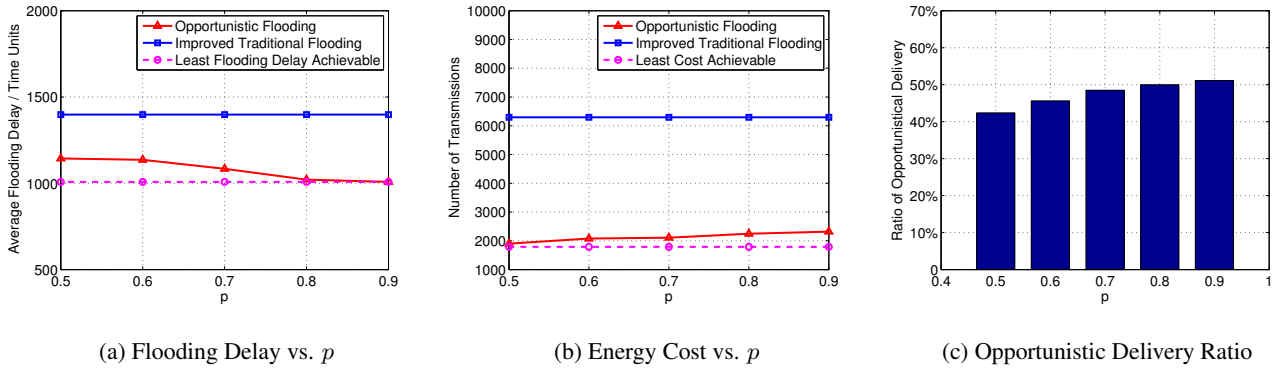 2000
1500
1000
500
Average Flooding Delay / Time Units
Opportunistic Flooding
Improved Traditional Flooding
Least Flooding Delay Achievable
0.5 0.6 0.7 0.8 0.9
p
(a) Flooding Delay vs. p
10000
9000
8000
7000
6000
5000
4000
3000
2000
1000
Number of Transmissions
Opportunistic Flooding
Improved Traditional Flooding
Least Cost Achievable
0.5 0.6 0.7 0.8 0.9
p
(b) Energy Cost vs. p
70%
60%
50%
40%
30%
20%
10%
0
Ratio of Opportunistical Delivery
0.4 0.5 0.6 0.7 0.8 0.9 1
p
(c) Opportunistic Delivery Ratio